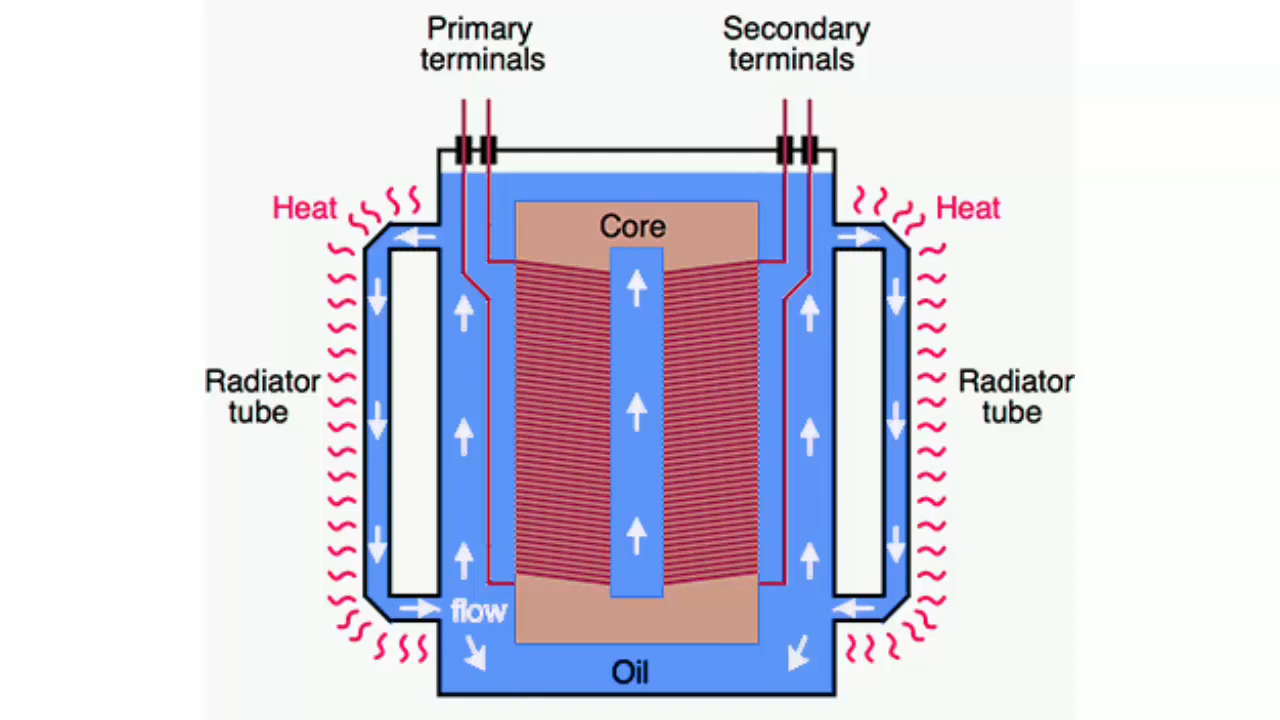 Primary
terminals
Secondary
terminals
Heat
Heat
Core
Radiator
tube
Radiator
tube
flow
Oil